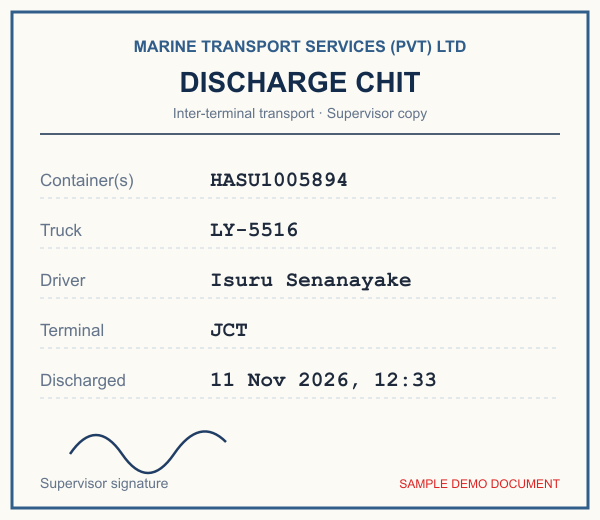 MARINE TRANSPORT SERVICES (PVT) LTD
DISCHARGE CHIT
Inter-terminal transport · Supervisor copy
Container(s) HASU1005894
Truck LY-5516
Driver Isuru Senanayake
Terminal JCT
Discharged 11 Nov 2026, 12:33
Supervisor signature SAMPLE DEMO DOCUMENT